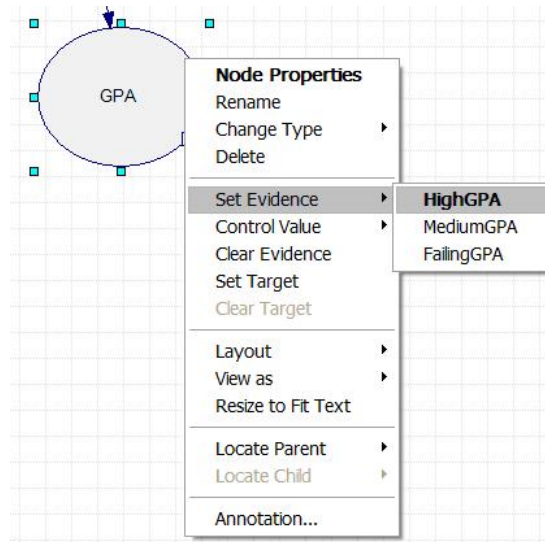 GPA
Node Properties
Rename
Change Type
Delete
Set Evidence
HighGPA
Control Value
MediumGPA
Clear Evidence
FailingGPA
Set Target
Clear Target
Layout
View as
Resize to Fit Text
Locate Parent
Locate Child
Annotation...